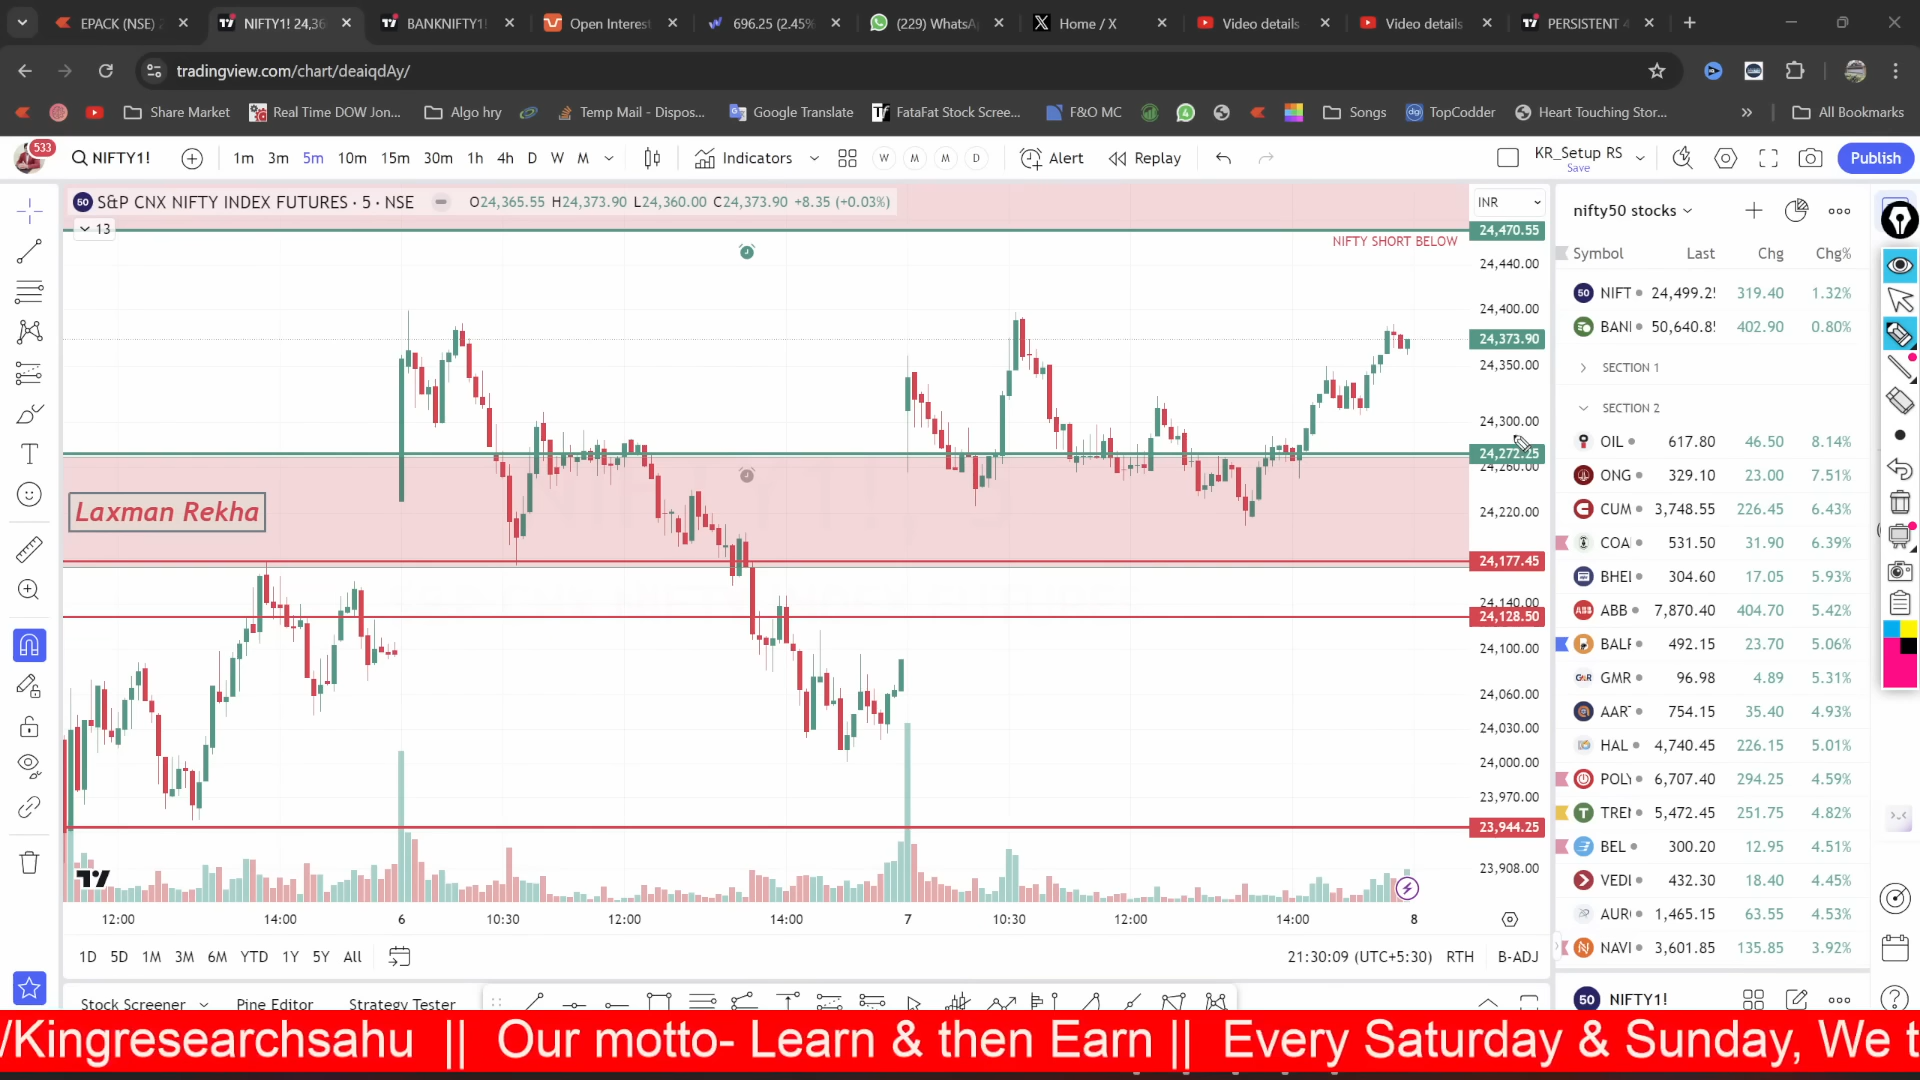 EPACK (NSE) 2
NIFTY1! 24,36
BANKNIFTY1!
Open Interes
696.25 (2.45%
(229) WhatsA
Home / X
Video details
Video details
PERSISTENT 4
tradingview.com/chart/deaiqdAy/
Share Market
Real Time DOW Jon...
Algo hry
Temp Mail - Dispos...
Google Translate
FataFat Stock Scree...
F&O MC
Songs
TopCodder
Heart Touching Stor...
»
All Bookmarks
533
NIFTY1!
1m 3m 5m 10m 15m 30m 1h 4h D W M
Indicators
W M M D
Alert
Replay
KR_Setup RS
Save
Publish
50 S&P CNX NIFTY INDEX FUTURES · 5 · NSE
O24,365.55 H24,373.90 L24,360.00 C24,373.90 +8.35 (+0.03%)
INR
13
NIFTY SHORT BELOW
24,470.55
24,440.00
24,400.00
24,373.90
24,350.00
24,300.00
24,272.25
24,260.00
24,220.00
24,177.45
24,140.00
24,128.50
24,100.00
24,060.00
24,030.00
24,000.00
23,970.00
23,944.25
23,908.00
Laxman Rekha
12:00 14:00 6 10:30 12:00 14:00 7 10:30 12:00 14:00 8
1D 5D 1M 3M 6M YTD 1Y 5Y All
21:30:09 (UTC+5:30) RTH B-ADJ
Stock Screener Pine Editor Strategy Tester
nifty50 stocks
Symbol Last Chg Chg%
50 NIFT 24,499.2 319.40 1.32%
BANI 50,640.8 402.90 0.80%
SECTION 1
SECTION 2
OIL 617.80 46.50 8.14%
ONG 329.10 23.00 7.51%
CUM 3,748.55 226.45 6.43%
COA 531.50 31.90 6.39%
BHEI 304.60 17.05 5.93%
ABB ABB 7,870.40 404.70 5.42%
BALF 492.15 23.70 5.06%
GMR 96.98 4.89 5.31%
AAR 754.15 35.40 4.93%
HAL 4,740.45 226.15 5.01%
POLY 6,707.40 294.25 4.59%
TREI 5,472.45 251.75 4.82%
BEL 300.20 12.95 4.51%
VEDL 432.30 18.40 4.45%
AUR 1,465.15 63.55 4.53%
NAVI 3,601.85 135.85 3.92%
50 NIFTY1!
/Kingresearchsahu || Our motto- Learn & then Earn || Every Saturday & Sunday, We t